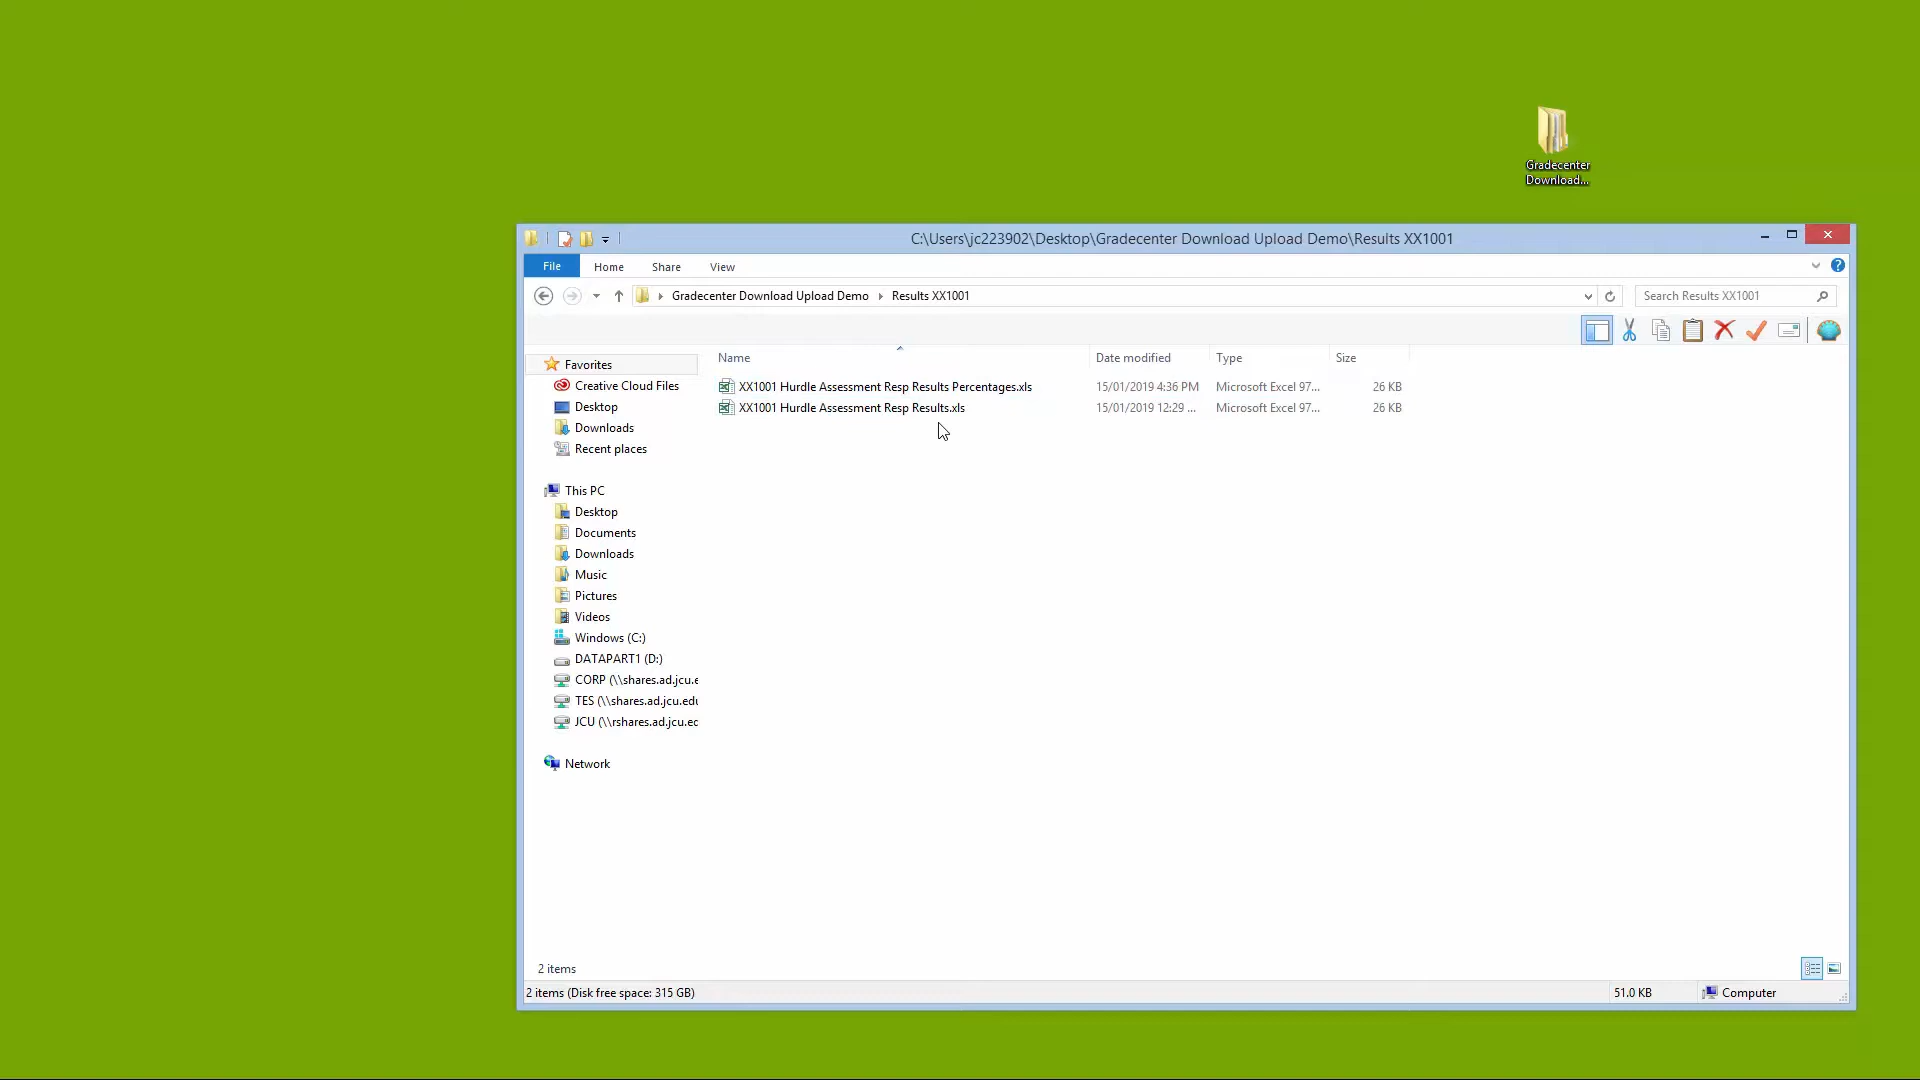 Gradecenter
Download...
C:\Users\jc223902\Desktop\Gradecenter Download Upload Demo\Results XX1001
File Home Share View
Gradecenter Download Upload Demo Results XX1001 Search Results XX1001
Name Date modified Type Size
XX1001 Hurdle Assessment Resp Results Percentages.xls 15/01/2019 4:36 PM Microsoft Excel 97... 26 KB
XX1001 Hurdle Assessment Resp Results.xls 15/01/2019 12:29 ... Microsoft Excel 97... 26 KB
Favorites
Creative Cloud Files
Desktop
Downloads
Recent places
This PC
Desktop
Documents
Downloads
Music
Pictures
Videos
Windows (C:)
DATAPART1 (D:)
CORP (\\shares.ad.jcu.e
TES (\\shares.ad.jcu.edu
JCU (\\rshares.ad.jcu.ec
Network
2 items
2 items (Disk free space: 315 GB) 51.0 KB Computer